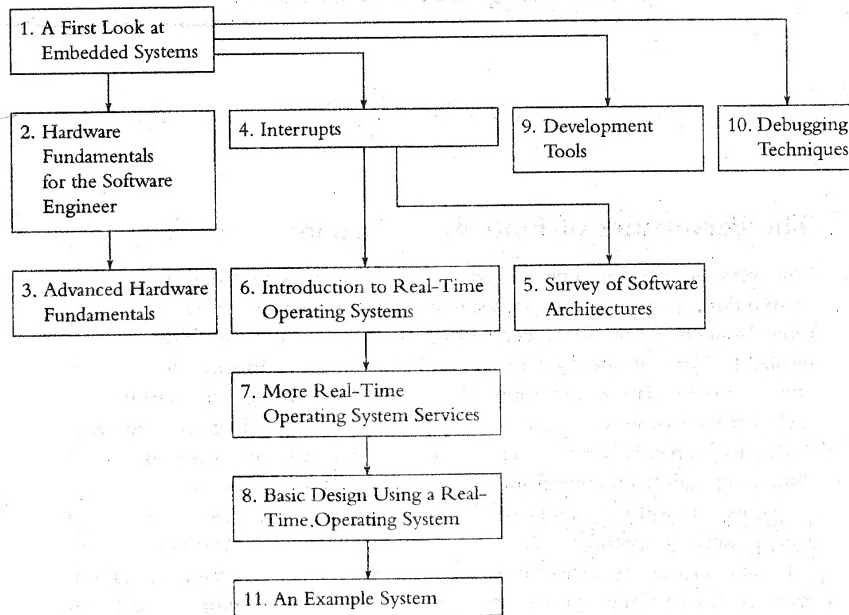 1. A First Look at
Embedded Systems
2. Hardware
Fundamentals
for the Software
Engineer
4. Interrupts
9. Development
Tools
10. Debugging
Techniques
3. Advanced Hardware
Fundamentals
6. Introduction to Real-Time
Operating Systems
5. Survey of Software
Architectures
7. More Real-Time
Operating System Services
8. Basic Design Using a Real-
Time Operating System
11. An Example System